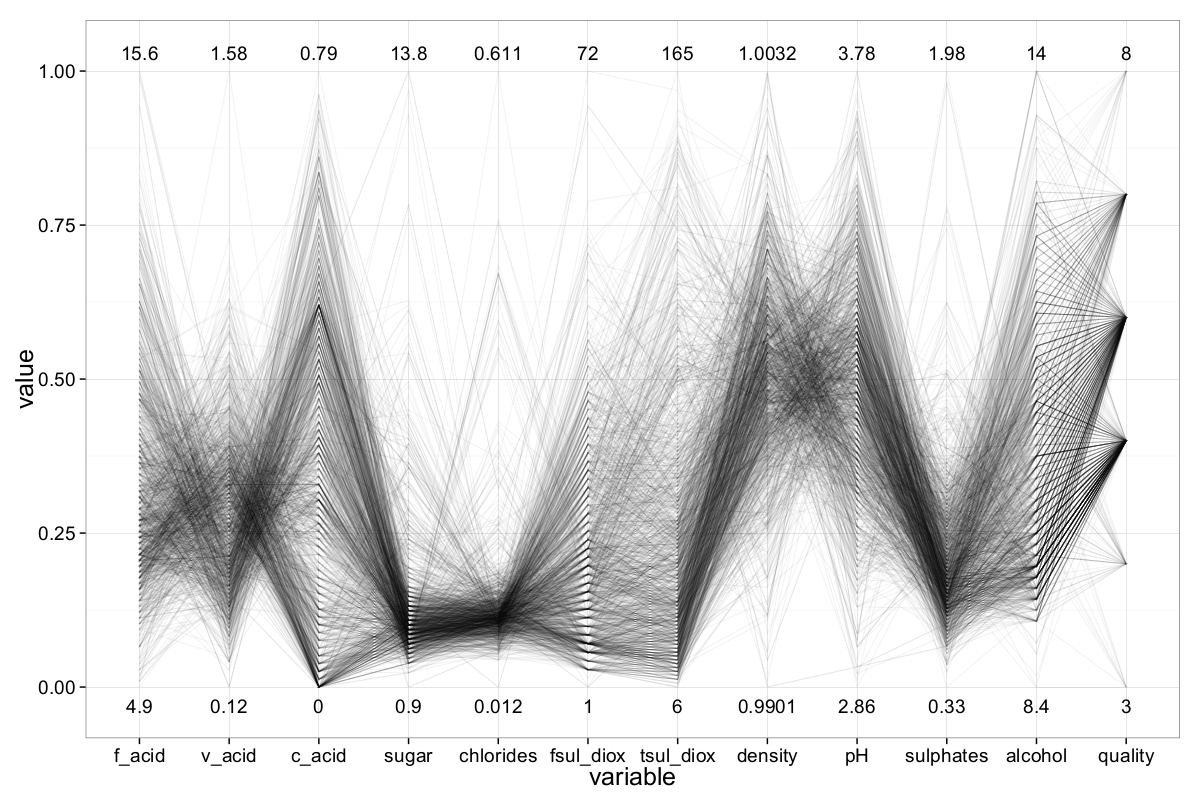 15.6 1.58 0.79 13.8 0.611 72 165 1.0032 3.78 1.98 14 8
1.00
0.75
0.50
0.25
0.00
value
4.9 0.12 0 0.9 0.012 1 6 0.9901 2.86 0.33 8.4 3
f_acid v_acid c_acid sugar chlorides fsul_diox tsul_diox density pH sulphates alcohol quality
variable